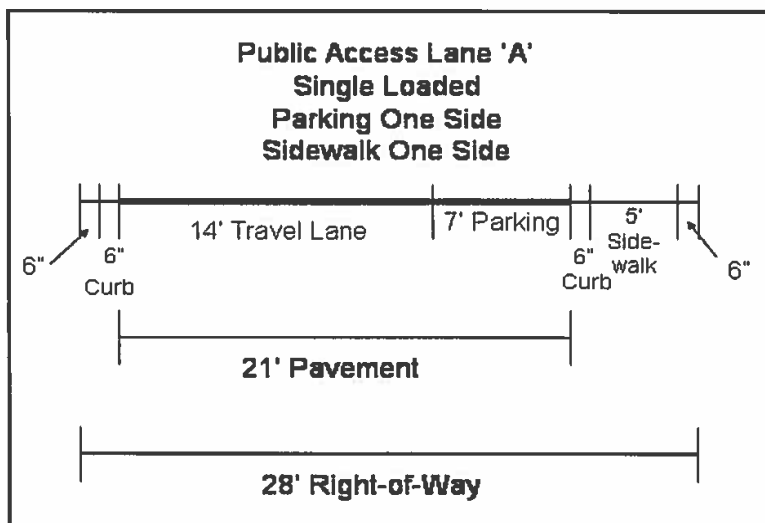 Public Access Lane 'A'
Single Loaded
Parking One Side
Sidewalk One Side
14' Travel Lane
7' Parking
5'
Side-
walk
6"
6"
Curb
6"
Curb
6"
21' Pavement
28' Right-of-Way